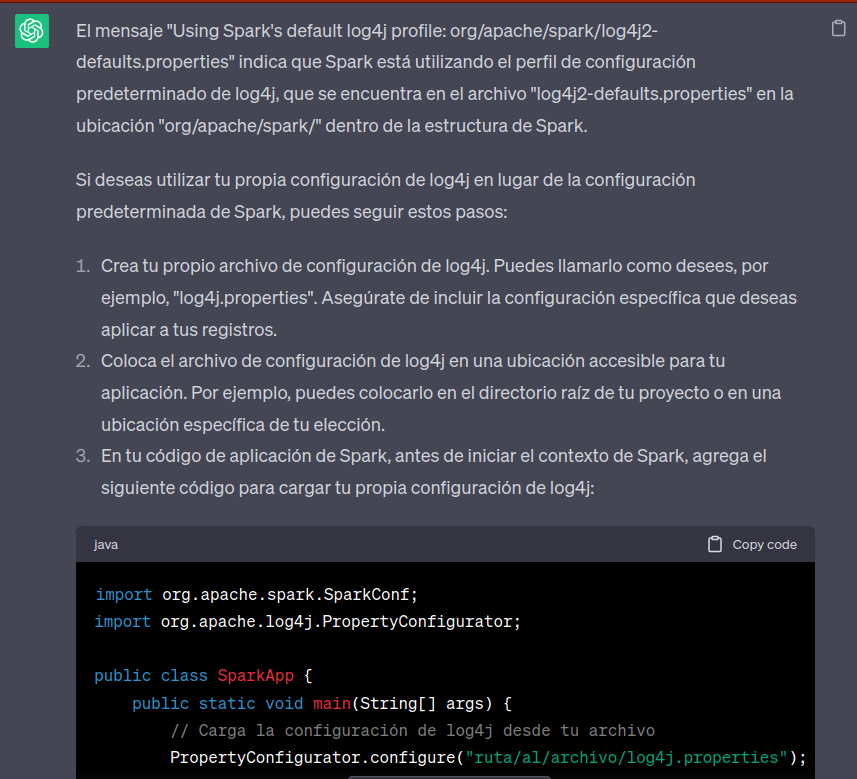 El mensaje "Using Spark's default log4j profile: org/apache/spark/log4j2-
defaults.properties" indica que Spark está utilizando el perfil de configuración
predeterminado de log4j, que se encuentra en el archivo "log4j2-defaults.properties" en la
ubicación "org/apache/spark/" dentro de la estructura de Spark.
Si deseas utilizar tu propia configuración de log4j en lugar de la configuración
predeterminada de Spark, puedes seguir estos pasos:
1. Crea tu propio archivo de configuración de log4j. Puedes llamarlo como desees, por
ejemplo, "log4j.properties". Asegúrate de incluir la configuración específica que deseas
aplicar a tus registros.
2. Coloca el archivo de configuración de log4j en una ubicación accesible para tu
aplicación. Por ejemplo, puedes colocarlo en el directorio raíz de tu proyecto o en una
ubicación específica de tu elección.
3. En tu código de aplicación de Spark, antes de iniciar el contexto de Spark, agrega el
siguiente código para cargar tu propia configuración de log4j:
java Copy code
import org.apache.spark.SparkConf;
import org.apache.log4j.PropertyConfigurator;
public class SparkApp {
public static void main(String[] args) {
// Carga la configuración de log4j desde tu archivo
PropertyConfigurator.configure("ruta/al/archivo/log4j.properties");